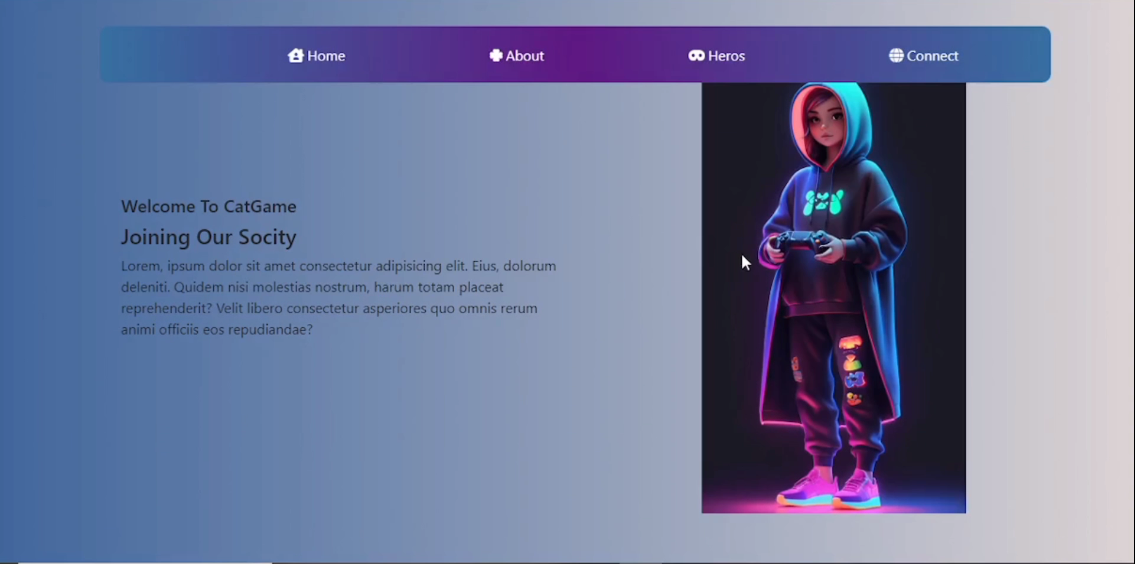 Home About Heros Connect
Welcome To CatGame
Joining Our Socity
Lorem, ipsum dolor sit amet consectetur adipisicing elit. Eius, dolorum
deleniti. Quidem nisi molestias nostrum, harum totam placeat
reprehenderit? Velit libero consectetur asperiores quo omnis rerum
animi officiis eos repudiandae?